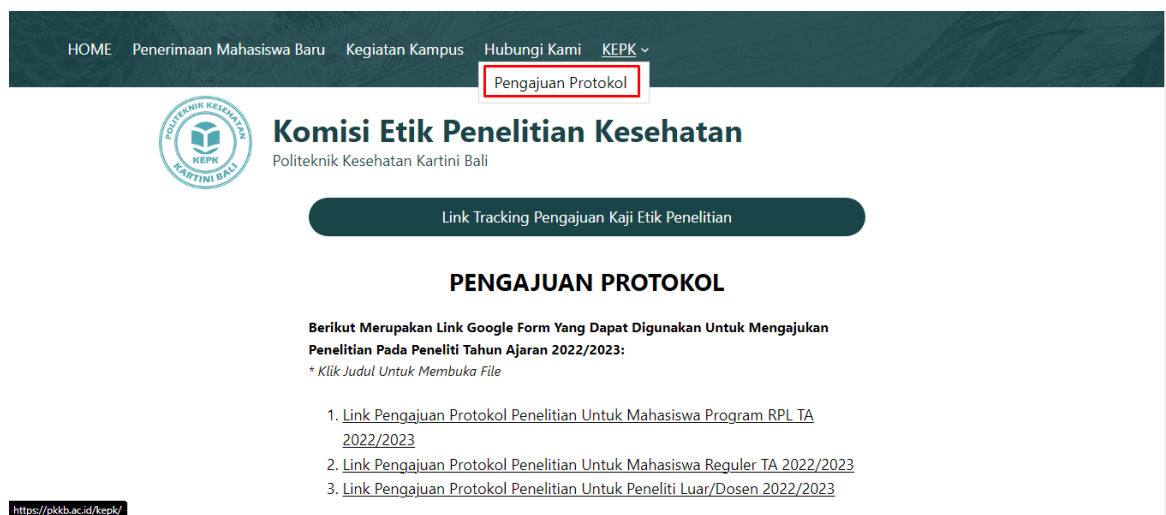 HOME Penerimaan Mahasiswa Baru Kegiatan Kampus Hubungi Kami KEPK
Pengajuan Protokol
POLITEKNIK KESEHATAN
KEPK
KARTINI BALI
Komisi Etik Penelitian Kesehatan
Politeknik Kesehatan Kartini Bali
Link Tracking Pengajuan Kaji Etik Penelitian
PENGAJUAN PROTOKOL
Berikut Merupakan Link Google Form Yang Dapat Digunakan Untuk Mengajukan
Penelitian Pada Peneliti Tahun Ajaran 2022/2023:
* Klik Judul Untuk Membuka File
1. Link Pengajuan Protokol Penelitian Untuk Mahasiswa Program RPL TA
2022/2023
2. Link Pengajuan Protokol Penelitian Untuk Mahasiswa Reguler TA 2022/2023
3. Link Pengajuan Protokol Penelitian Untuk Peneliti Luar/Dosen 2022/2023
https://pkkb.ac.id/kepk/